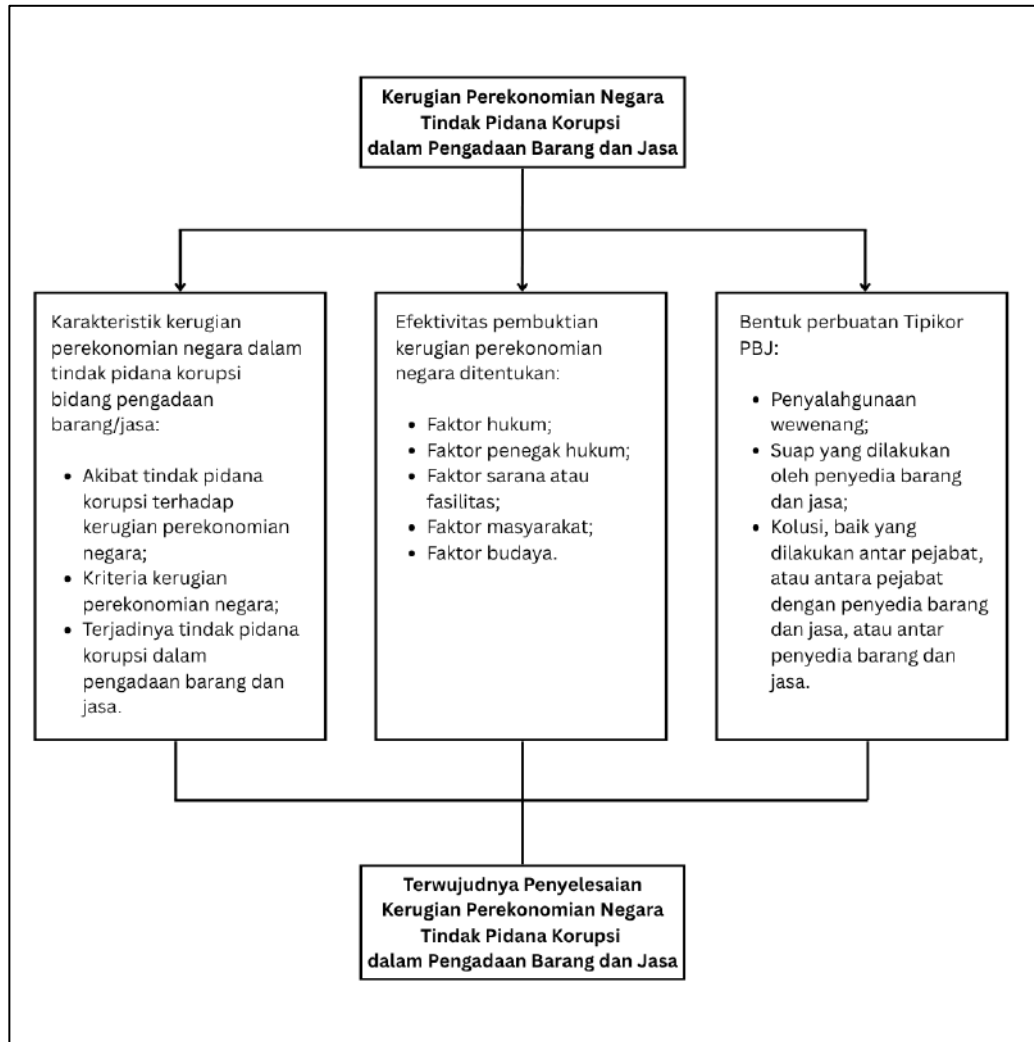 Kerugian Perekonomian Negara
Tindak Pidana Korupsi
dalam Pengadaan Barang dan Jasa
Karakteristik kerugian
perekonomian negara dalam
tindak pidana korupsi
bidang pengadaan
barang/jasa:
• Akibat tindak pidana
korupsi terhadap
kerugian perekonomian
negara;
• Kriteria kerugian
perekonomian negara;
• Terjadinya tindak pidana
korupsi dalam
pengadaan barang dan
jasa.
Efektivitas pembuktian
kerugian perekonomian
negara ditentukan:
• Faktor hukum;
• Faktor penegak hukum;
• Faktor sarana atau
fasilitas;
• Faktor masyarakat;
• Faktor budaya.
Bentuk perbuatan Tipikor
PBJ:
• Penyalahgunaan
wewenang;
• Suap yang dilakukan
oleh penyedia barang
dan jasa;
• Kolusi, baik yang
dilakukan antar pejabat,
atau antara pejabat
dengan penyedia barang
dan jasa, atau antar
penyedia barang dan
jasa.
Terwujudnya Penyelesaian
Kerugian Perekonomian Negara
Tindak Pidana Korupsi
dalam Pengadaan Barang dan Jasa